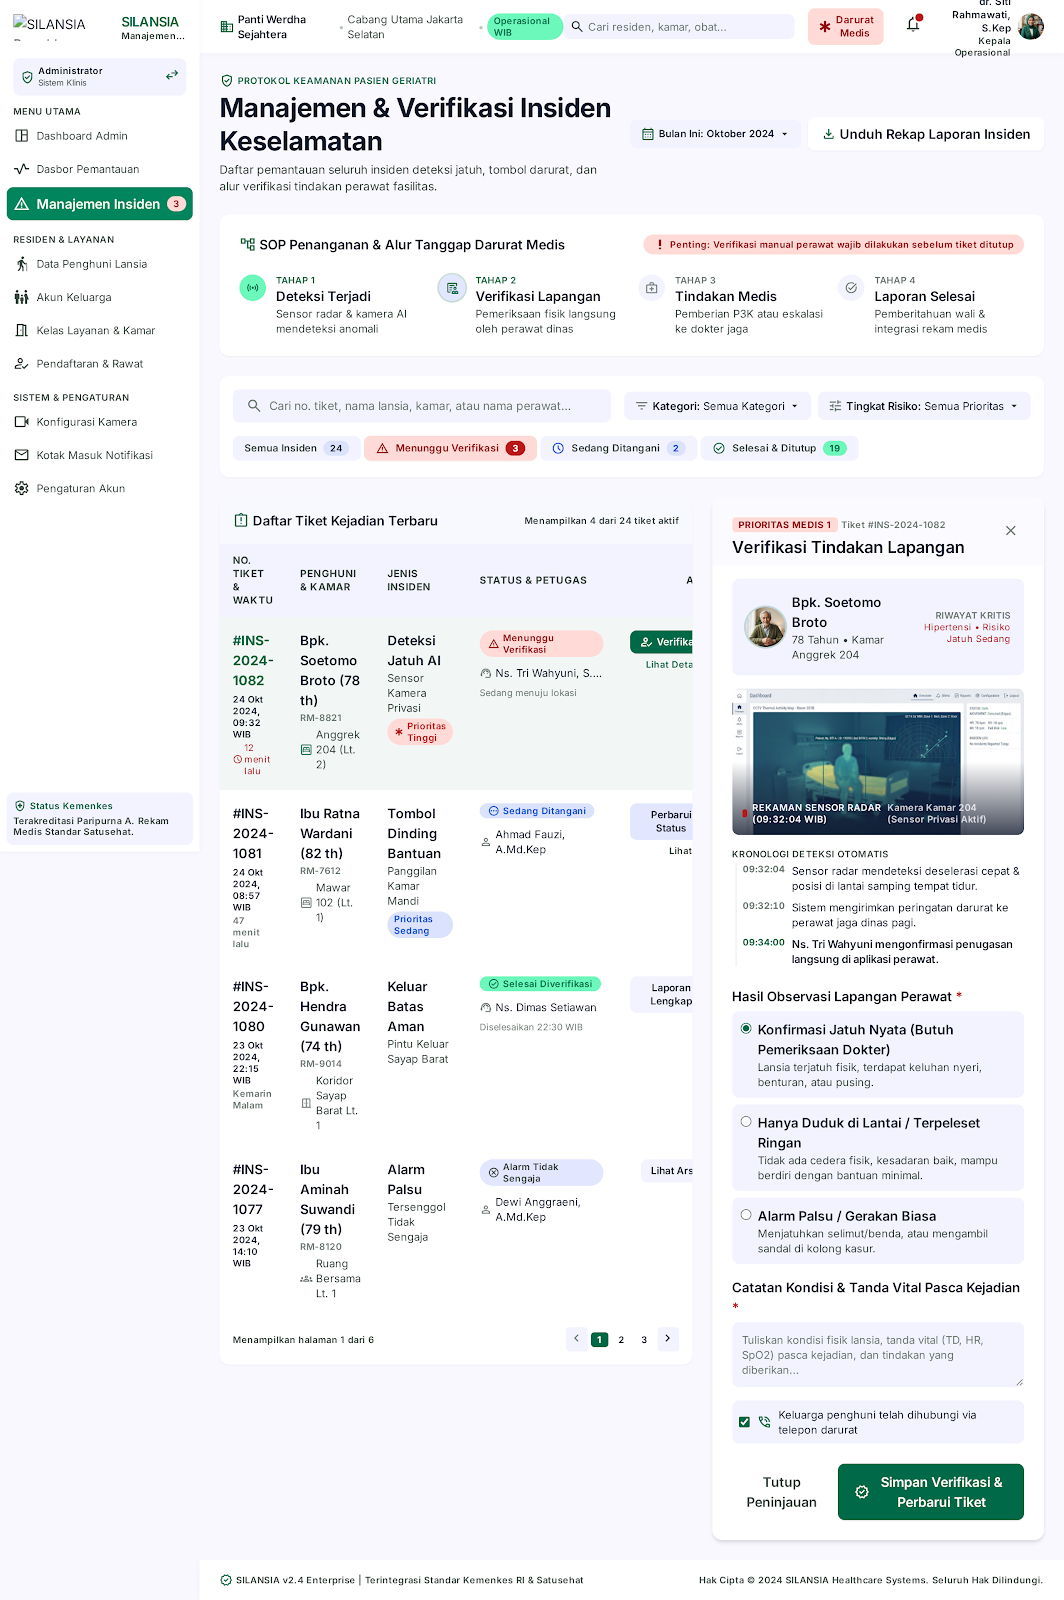 SILANSIA
SILANSIA
Manajemen...
Administrator
Sistem Klinis
MENU UTAMA
Dashboard Admin
Dasbor Pemantauan
Manajemen Insiden 3
RESIDEN & LAYANAN
Data Penghuni Lansia
Akun Keluarga
Kelas Layanan & Kamar
Pendaftaran & Rawat
SISTEM & PENGATURAN
Konfigurasi Kamera
Kotak Masuk Notifikasi
Pengaturan Akun
Status Kemenkes
Terakreditasi Paripurna A. Rekam
Medis Standar Satusehat.
Panti Werdha
Sejahtera
• Cabang Utama Jakarta
Selatan
• Operasional
WIB
Cari residen, kamar, obat...
Darurat
Medis
dr. Siti
Rahmawati,
S.Kep
Kepala
Operasional
PROTOKOL KEAMANAN PASIEN GERIATRI
Manajemen & Verifikasi Insiden
Keselamatan
Daftar pemantauan seluruh insiden deteksi jatuh, tombol darurat, dan
alur verifikasi tindakan perawat fasilitas.
Bulan Ini: Oktober 2024
Unduh Rekap Laporan Insiden
SOP Penanganan & Alur Tanggap Darurat Medis
Penting: Verifikasi manual perawat wajib dilakukan sebelum tiket ditutup
TAHAP 1
Deteksi Terjadi
Sensor radar & kamera AI
mendeteksi anomali
TAHAP 2
Verifikasi Lapangan
Pemeriksaan fisik langsung
oleh perawat dinas
TAHAP 3
Tindakan Medis
Pemberian P3K atau eskalasi
ke dokter jaga
TAHAP 4
Laporan Selesai
Pemberitahuan wali &
integrasi rekam medis
Cari no. tiket, nama lansia, kamar, atau nama perawat...
Kategori: Semua Kategori
Tingkat Risiko: Semua Prioritas
Semua Insiden 24
Menunggu Verifikasi 3
Sedang Ditangani 2
Selesai & Ditutup 19
Daftar Tiket Kejadian Terbaru
Menampilkan 4 dari 24 tiket aktif
NO.
TIKET
&
WAKTU
PENGHUNI
& KAMAR
JENIS
INSIDEN
STATUS & PETUGAS
A
#INS-
2024-
1082
24 Okt
2024,
09:32
WIB
12
menit
lalu
Bpk.
Soetomo
Broto (78
th)
RM-8821
Anggrek
204 (Lt.
2)
Deteksi
Jatuh AI
Sensor
Kamera
Privasi
Prioritas
Tinggi
Menunggu
Verifikasi
Ns. Tri Wahyuni, S....
Sedang menuju lokasi
Verifika
Lihat Deta
#INS-
2024-
1081
24 Okt
2024,
08:57
WIB
47
menit
lalu
Ibu Ratna
Wardani
(82 th)
RM-7612
Mawar
102 (Lt.
1)
Tombol
Dinding
Bantuan
Panggilan
Kamar
Mandi
Prioritas
Sedang
Sedang Ditangani
Ahmad Fauzi,
A.Md.Kep
Perbarui
Status
Lihat
#INS-
2024-
1080
23 Okt
2024,
22:15
WIB
Kemarin
Malam
Bpk.
Hendra
Gunawan
(74 th)
RM-9014
Koridor
Sayap
Barat Lt.
1
Keluar
Batas
Aman
Pintu Keluar
Sayap Barat
Selesai Diverifikasi
Ns. Dimas Setiawan
Diselesaikan 22:30 WIB
Laporan
Lengkap
#INS-
2024-
1077
23 Okt
2024,
14:10
WIB
Ibu
Aminah
Suwandi
(79 th)
RM-8120
Ruang
Bersama
Lt. 1
Alarm
Palsu
Tersenggol
Tidak
Sengaja
Alarm Tidak
Sengaja
Dewi Anggraeni,
A.Md.Kep
Lihat Ars
Menampilkan halaman 1 dari 6
1 2 3
PRIORITAS MEDIS 1 Tiket #INS-2024-1082
Verifikasi Tindakan Lapangan
Bpk. Soetomo
Broto
78 Tahun • Kamar
Anggrek 204
RIWAYAT KRITIS
Hipertensi • Risiko
Jatuh Sedang
Dashboard
REKAMAN SENSOR RADAR
(09:32:04 WIB)
Kamera Kamar 204
(Sensor Privasi Aktif)
KRONOLOGI DETEKSI OTOMATIS
09:32:04 Sensor radar mendeteksi deselerasi cepat &
posisi di lantai samping tempat tidur.
09:32:10 Sistem mengirimkan peringatan darurat ke
perawat jaga dinas pagi.
09:34:00 Ns. Tri Wahyuni mengonfirmasi penugasan
langsung di aplikasi perawat.
Hasil Observasi Lapangan Perawat *
Konfirmasi Jatuh Nyata (Butuh
Pemeriksaan Dokter)
Lansia terjatuh fisik, terdapat keluhan nyeri,
benturan, atau pusing.
Hanya Duduk di Lantai / Terpeleset
Ringan
Tidak ada cedera fisik, kesadaran baik, mampu
berdiri dengan bantuan minimal.
Alarm Palsu / Gerakan Biasa
Menjatuhkan selimut/benda, atau mengambil
sandal di kolong kasur.
Catatan Kondisi & Tanda Vital Pasca Kejadian
*
Tuliskan kondisi fisik lansia, tanda vital (TD, HR,
SpO2) pasca kejadian, dan tindakan yang
diberikan...
Keluarga penghuni telah dihubungi via
telepon darurat
Tutup
Peninjauan
Simpan Verifikasi &
Perbarui Tiket
SILANSIA v2.4 Enterprise | Terintegrasi Standar Kemenkes RI & Satusehat
Hak Cipta © 2024 SILANSIA Healthcare Systems. Seluruh Hak Dilindungi.